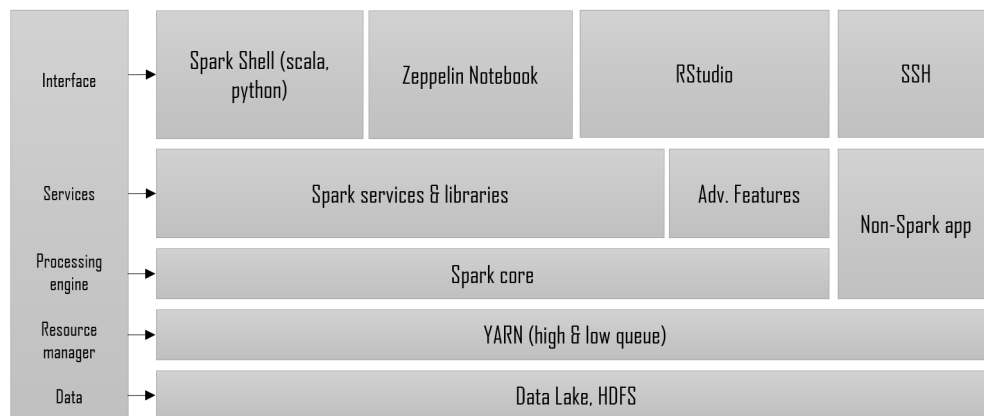 Interface
Spark Shell (scala,
python)
Zeppelin Notebook
RStudio
SSH
Services
Spark services & libraries
Adv. Features
Non-Spark app
Processing
engine
Spark core
Resource
manager
YARN (high & low queue)
Data
Data Lake, HDFS